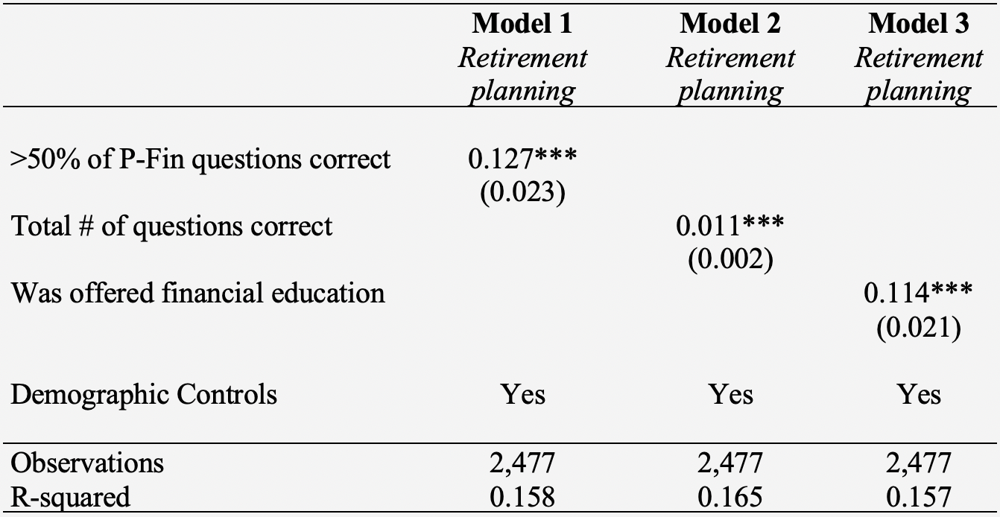 Model 1 Model 2 Model 3
Retirement Retirement Retirement
planning planning planning
>50% of P-Fin questions correct 0.127***
(0.023)
Total # of questions correct 0.011***
(0.002)
Was offered financial education 0.114***
(0.021)
Demographic Controls Yes Yes Yes
Observations 2,477 2,477 2,477
R-squared 0.158 0.165 0.157